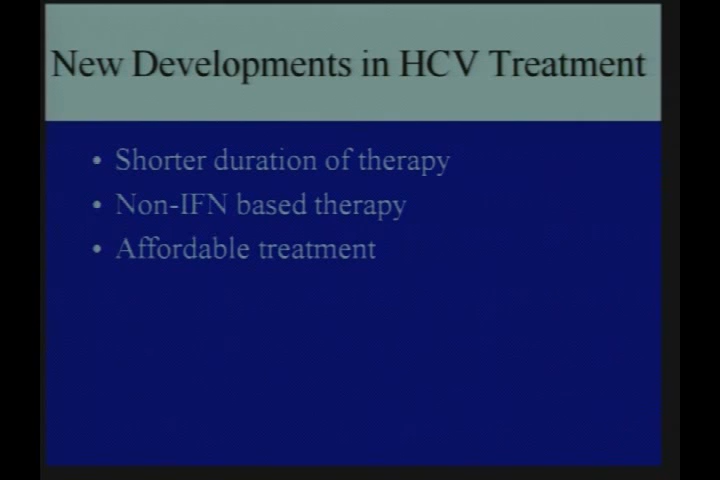 New Developments in HCV Treatment
• Shorter duration of therapy
• Non-IFN based therapy
• Affordable treatment